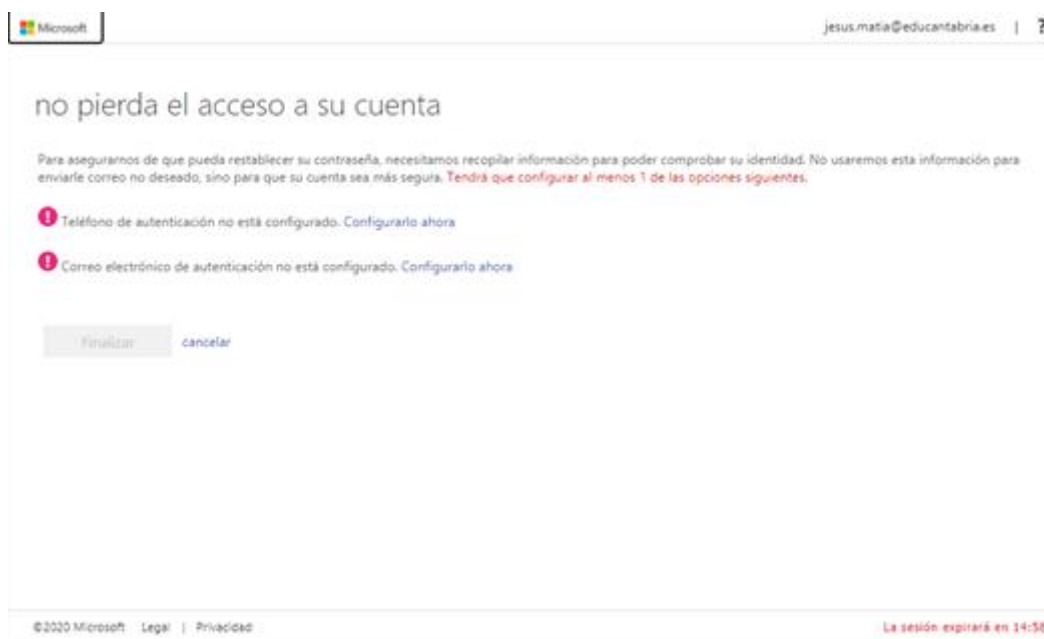 Microsoft
jesus.matia@educantabria.es | ?
no pierda el acceso a su cuenta
Para asegurarnos de que pueda restablecer su contraseña, necesitamos recopilar información para poder comprobar su identidad. No usaremos esta información para
enviarle correo no deseado, sino para que su cuenta sea más segura. Tendrá que configurar al menos 1 de las opciones siguientes.
! Teléfono de autenticación no está configurado. Configurarlo ahora
! Correo electrónico de autenticación no está configurado. Configurarlo ahora
Finalizar cancelar
©2020 Microsoft Legal | Privacidad
La sesión expirará en 14:58